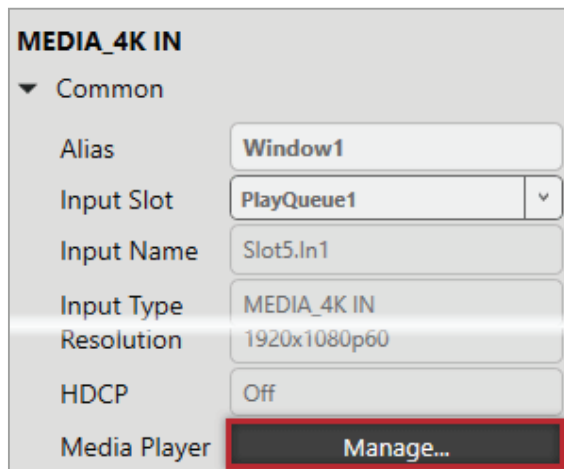 MEDIA_4K IN
Common
Alias Window1
Input Slot PlayQueue1
Input Name Slot5.In1
Input Type MEDIA_4K IN
Resolution 1920x1080p60
HDCP Off
Media Player Manage...